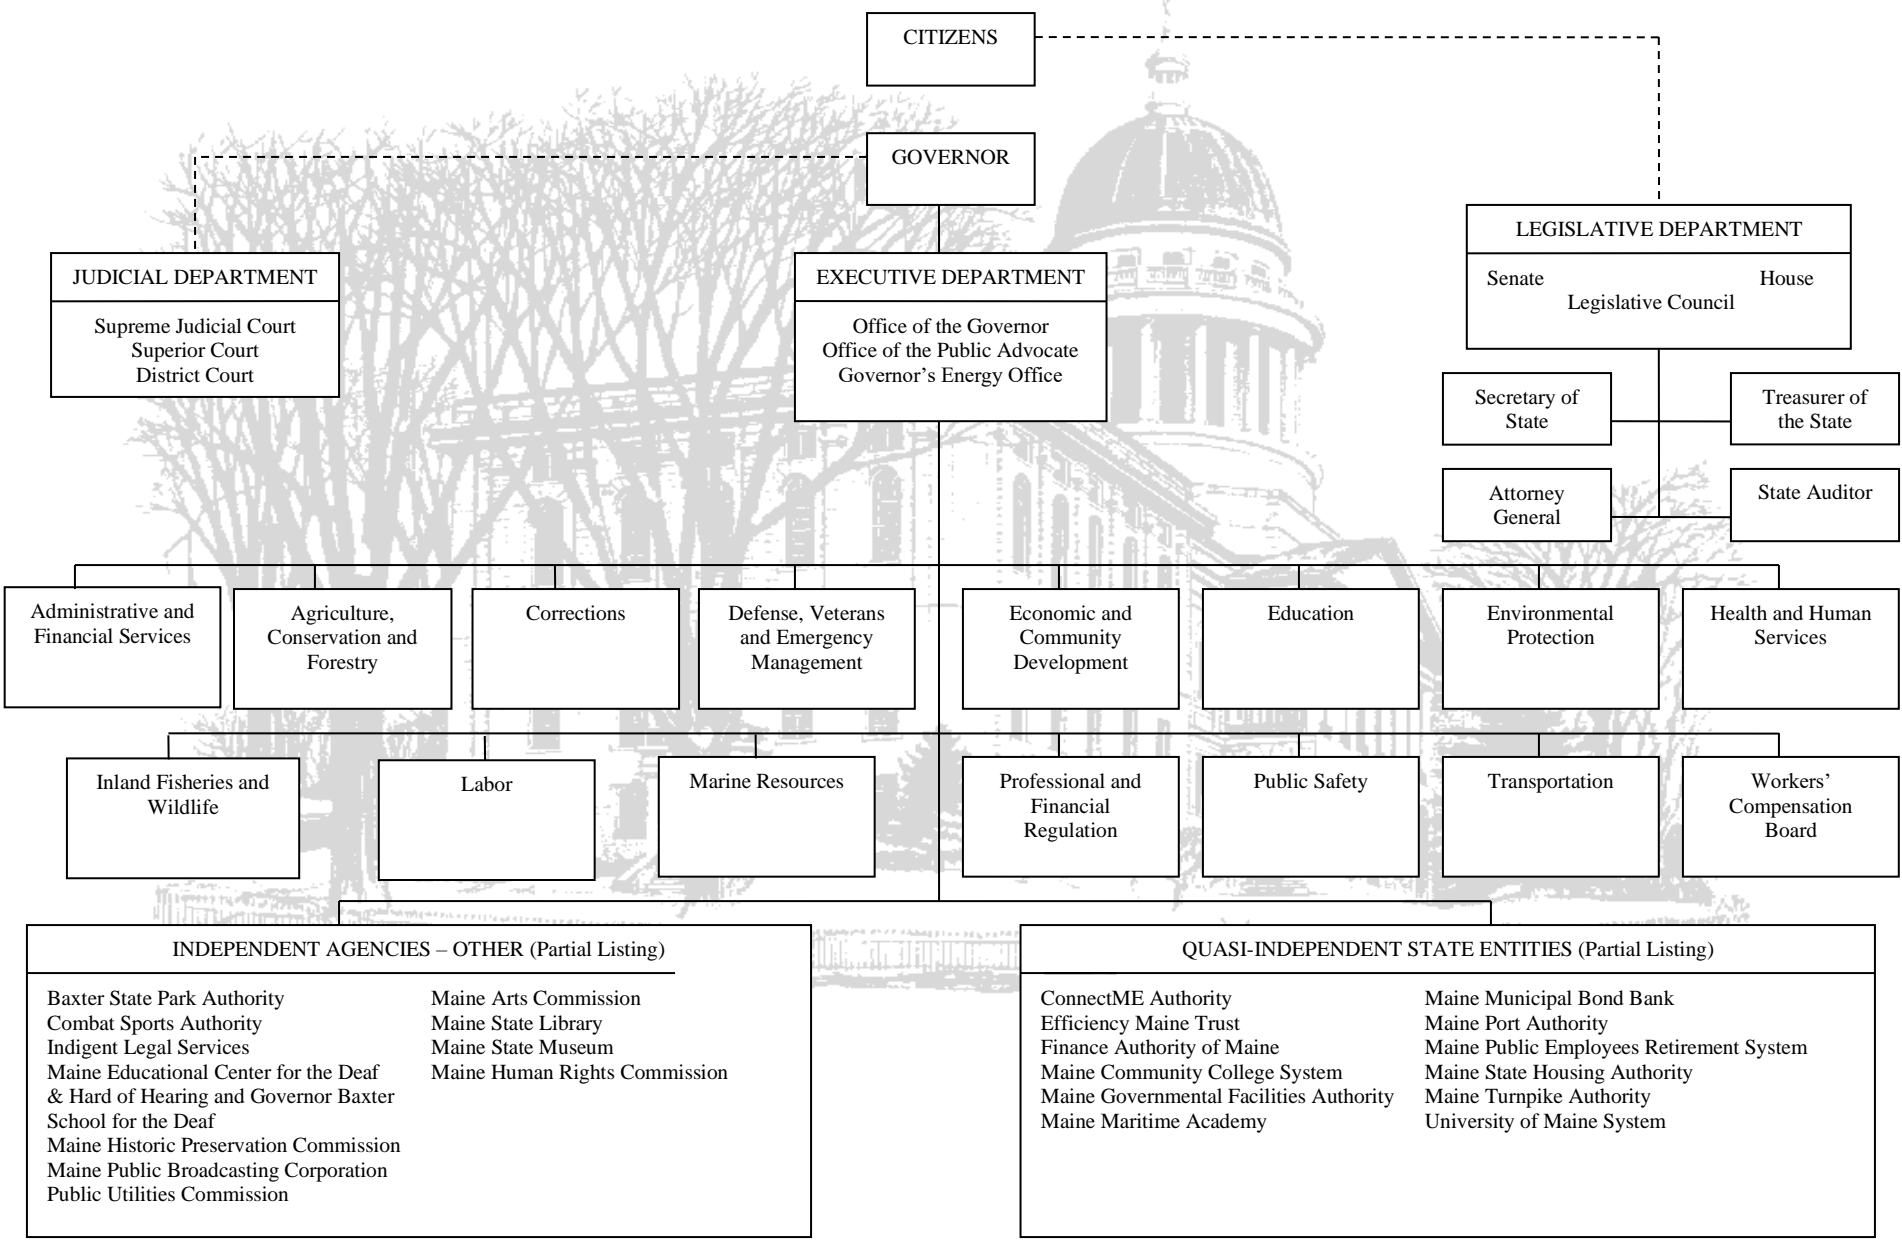 CITIZENS
GOVERNOR
JUDICIAL DEPARTMENT
Supreme Judicial Court
Superior Court
District Court
EXECUTIVE DEPARTMENT
Office of the Governor
Office of the Public Advocate
Governor’s Energy Office
LEGISLATIVE DEPARTMENT
Senate House
Legislative Council
Secretary of
State
Treasurer of
the State
Attorney
General
State Auditor
Administrative and
Financial Services
Agriculture,
Conservation and
Forestry
Corrections
Defense, Veterans
and Emergency
Management
Economic and
Community
Development
Education
Environmental
Protection
Health and Human
Services
Inland Fisheries and
Wildlife
Labor
Marine Resources
Professional and
Financial
Regulation
Public Safety
Transportation
Workers’
Compensation
Board
INDEPENDENT AGENCIES – OTHER (Partial Listing)
Baxter State Park Authority
Combat Sports Authority
Indigent Legal Services
Maine Educational Center for the Deaf
& Hard of Hearing and Governor Baxter
School for the Deaf
Maine Historic Preservation Commission
Maine Public Broadcasting Corporation
Public Utilities Commission
Maine Arts Commission
Maine State Library
Maine State Museum
Maine Human Rights Commission
QUASI-INDEPENDENT STATE ENTITIES (Partial Listing)
ConnectME Authority
Efficiency Maine Trust
Finance Authority of Maine
Maine Community College System
Maine Governmental Facilities Authority
Maine Maritime Academy
Maine Municipal Bond Bank
Maine Port Authority
Maine Public Employees Retirement System
Maine State Housing Authority
Maine Turnpike Authority
University of Maine System